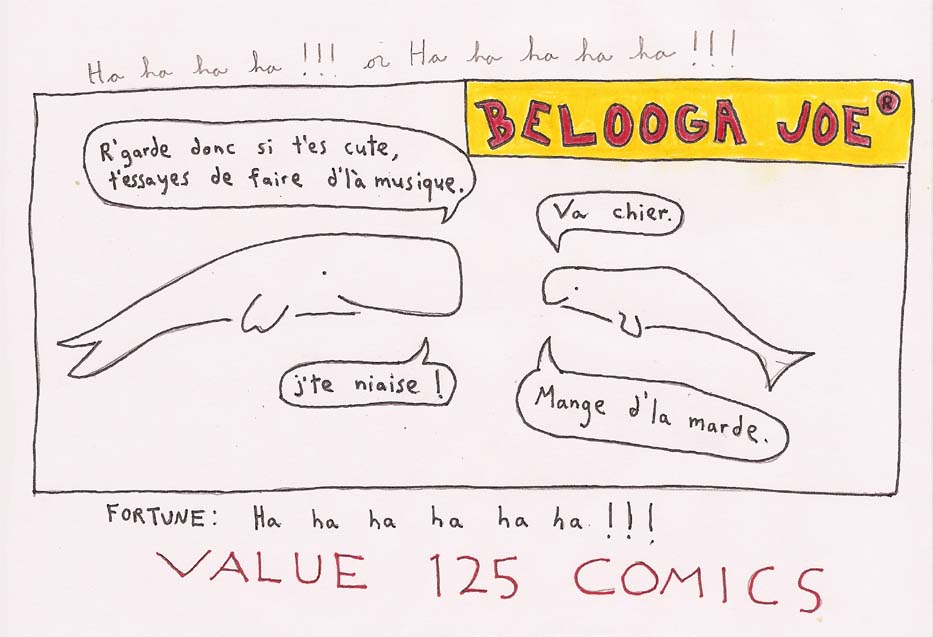 Ha ha ha ha !!! or Ha ha ha ha ha !!!
BELOOGA JOE®
R'garde donc si t'es cute,
t'essayes de faire d'là musique.
Va chier.
j'te niaise !
Mange d'la marde.
FORTUNE: Ha ha ha ha ha ha !!!
VALUE 125 COMICS